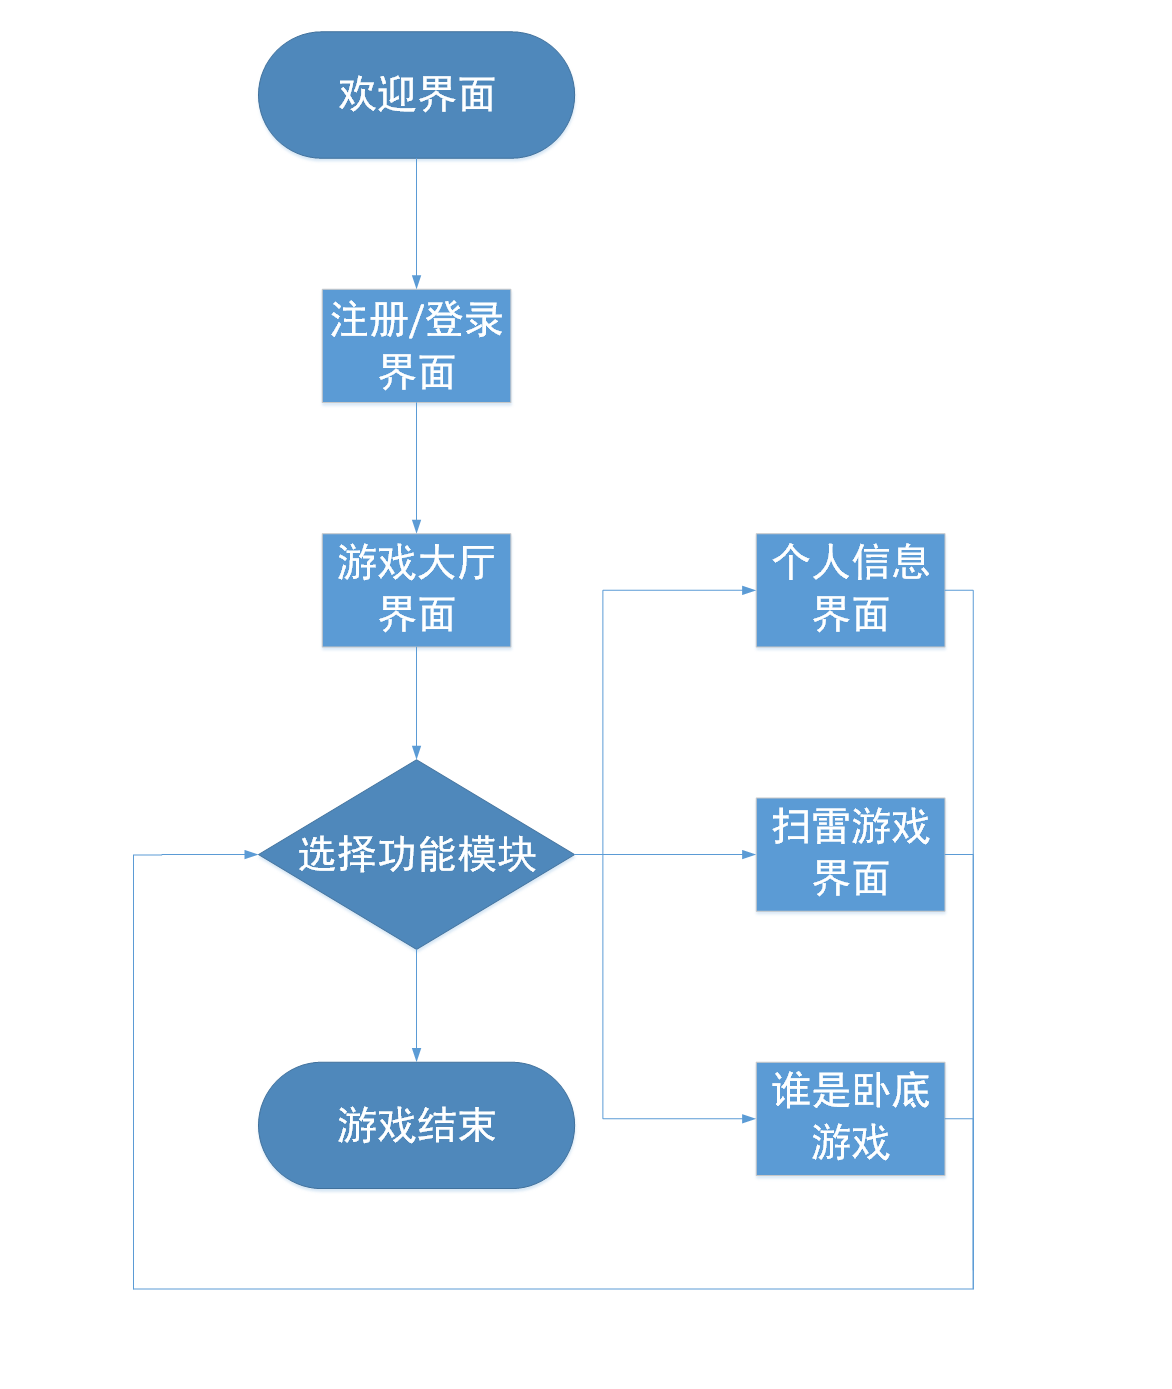 欢迎界面
注册/登录
界面
游戏大厅
界面
个人信息
界面
选择功能模块
扫雷游戏
界面
游戏结束
谁是卧底
游戏